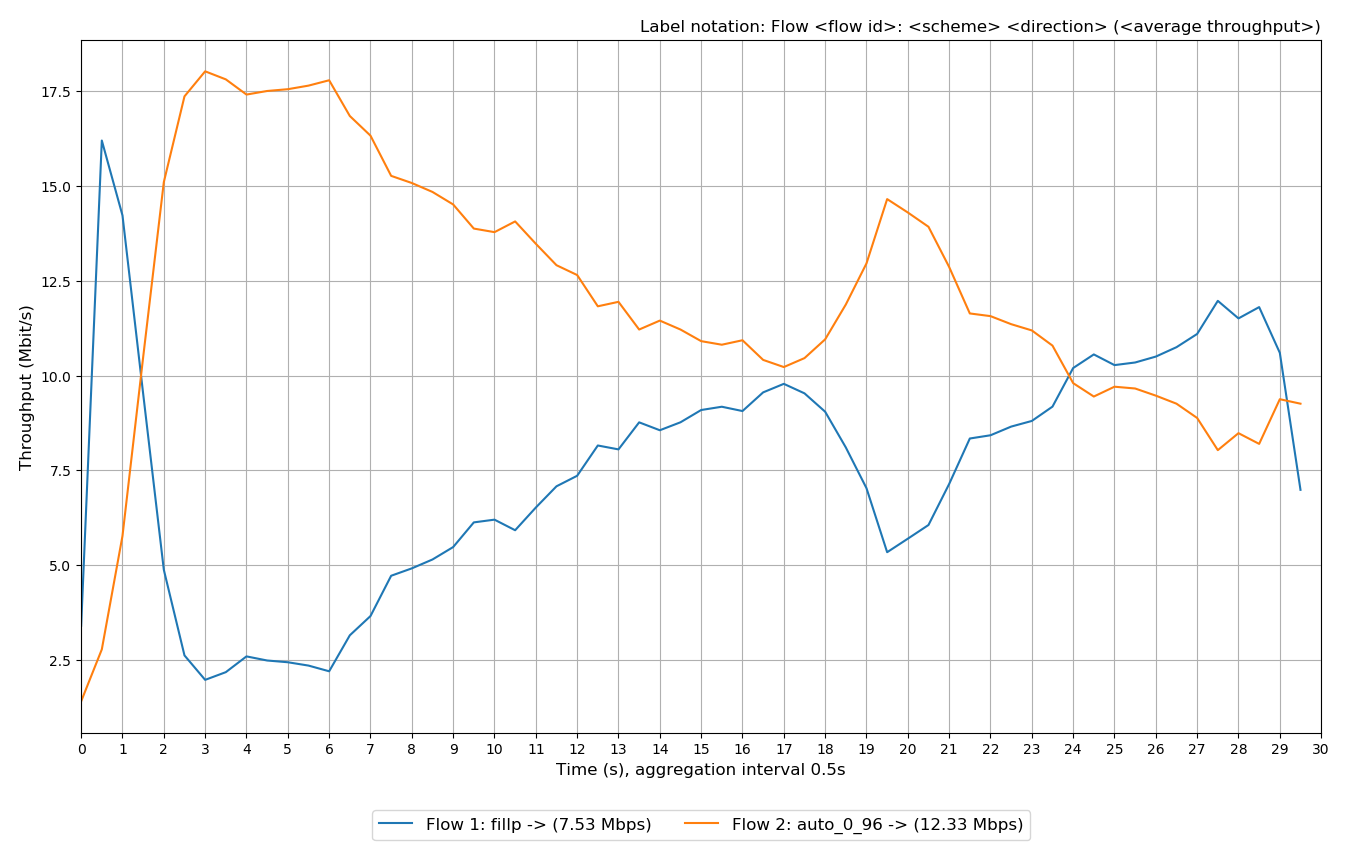 Label notation: Flow <flow id>: <scheme> <direction> (<average throughput>)
Throughput (Mbit/s)
17.5
15.0
12.5
10.0
7.5
5.0
2.5
0 1 2 3 4 5 6 7 8 9 10 11 12 13 14 15 16 17 18 19 20 21 22 23 24 25 26 27 28 29 30
Time (s), aggregation interval 0.5s
Flow 1: fillp -> (7.53 Mbps) Flow 2: auto_0_96 -> (12.33 Mbps)